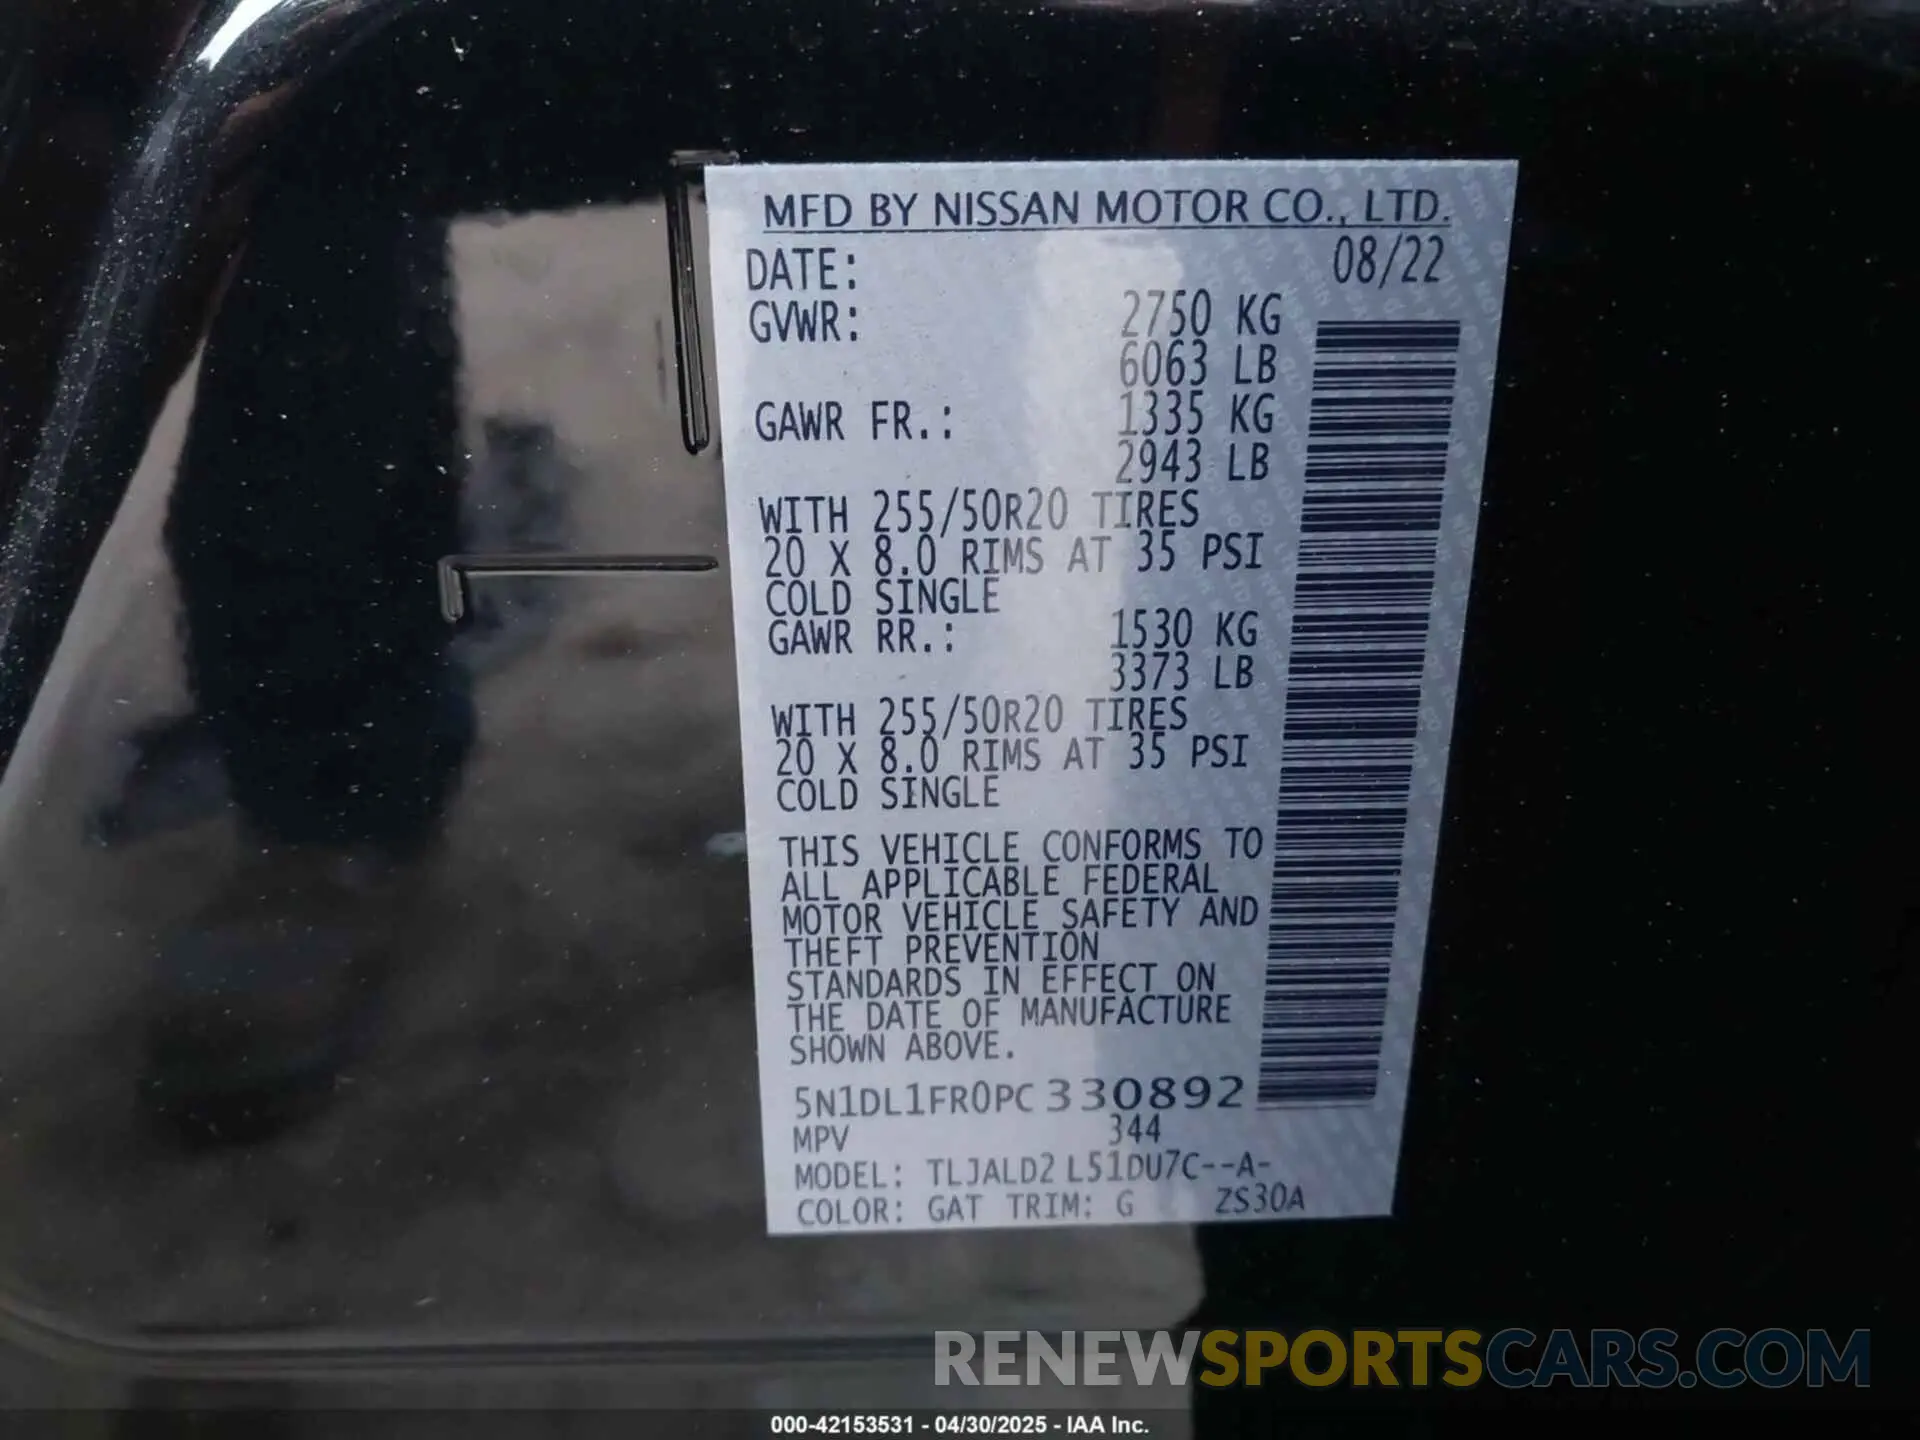 MFD BY NISSAN MOTOR CO., LTD.
DATE: 08/22
GVWR: 2750 KG
6063 LB
GAWR FR.: 1335 KG
2943 LB
WITH 255/50R20 TIRES
20 X 8.0 RIMS AT 35 PSI
COLD SINGLE
GAWR RR.: 1530 KG
3373 LB
WITH 255/50R20 TIRES
20 X 8.0 RIMS AT 35 PSI
COLD SINGLE
THIS VEHICLE CONFORMS TO
ALL APPLICABLE FEDERAL
MOTOR VEHICLE SAFETY AND
THEFT PREVENTION
STANDARDS IN EFFECT ON
THE DATE OF MANUFACTURE
SHOWN ABOVE.
5N1DL1FR0PC330892
MPV 344
MODEL: TLJALD2 L51DU7C--A-
COLOR: GAT TRIM: G ZS30A
RENEWSPORTSCARS.COM
000-42153531 - 04/30/2025 - IAA Inc.